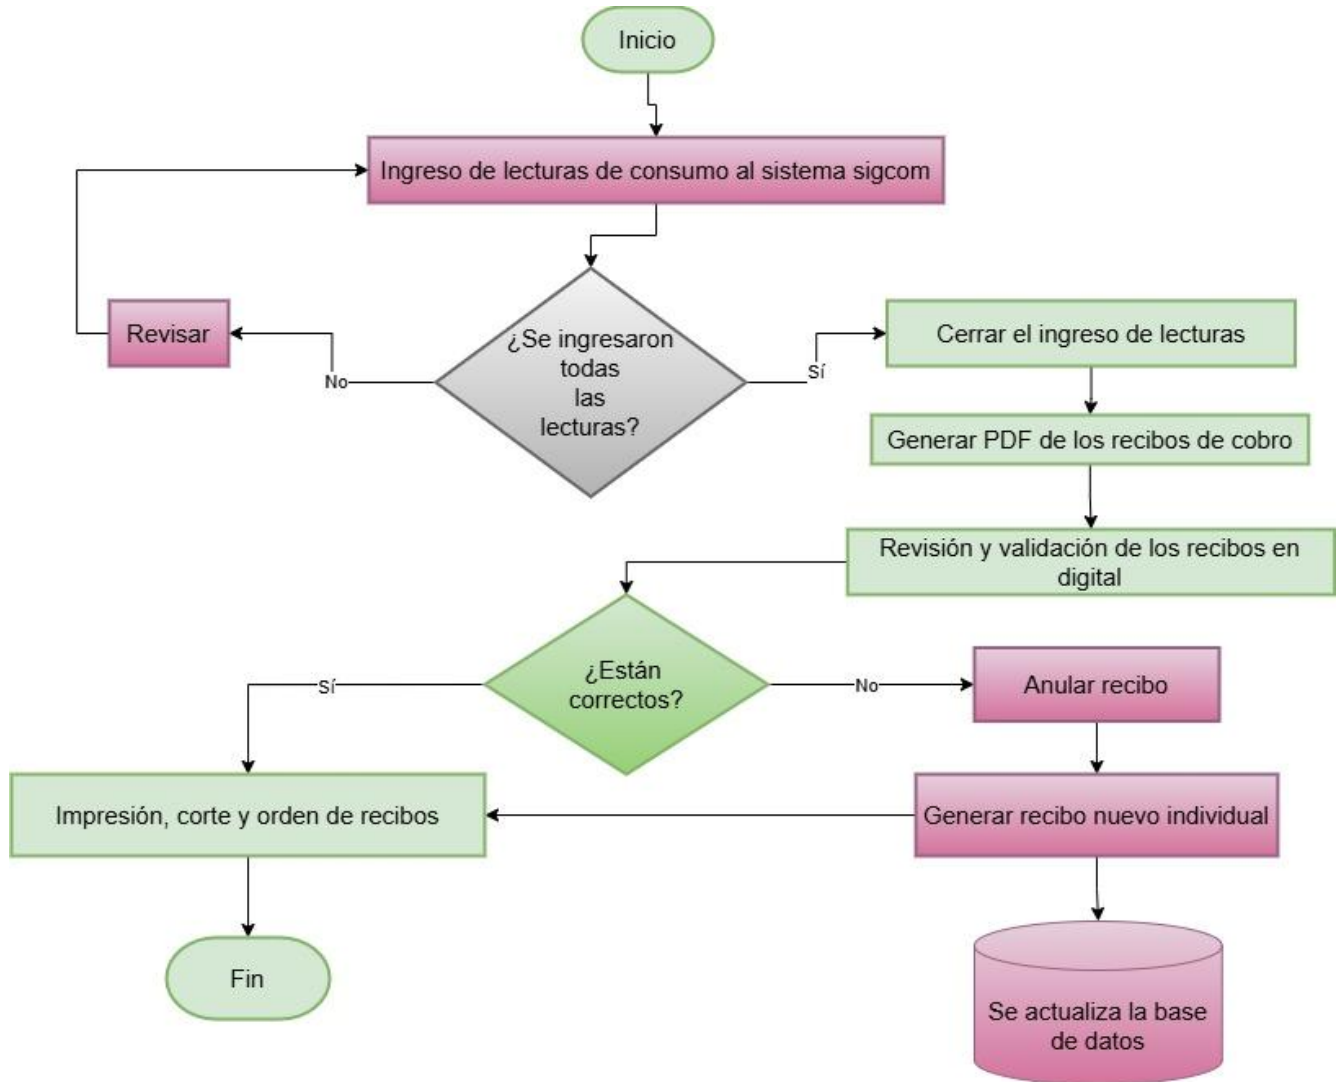 Inicio
Ingreso de lecturas de consumo al sistema sigcom
¿Se ingresaron
todas
las
lecturas?
No
Revisar
Sí
Cerrar el ingreso de lecturas
Generar PDF de los recibos de cobro
Revisión y validación de los recibos en
digital
¿Están
correctos?
Sí
No
Anular recibo
Impresión, corte y orden de recibos
Generar recibo nuevo individual
Fin
Se actualiza la base
de datos